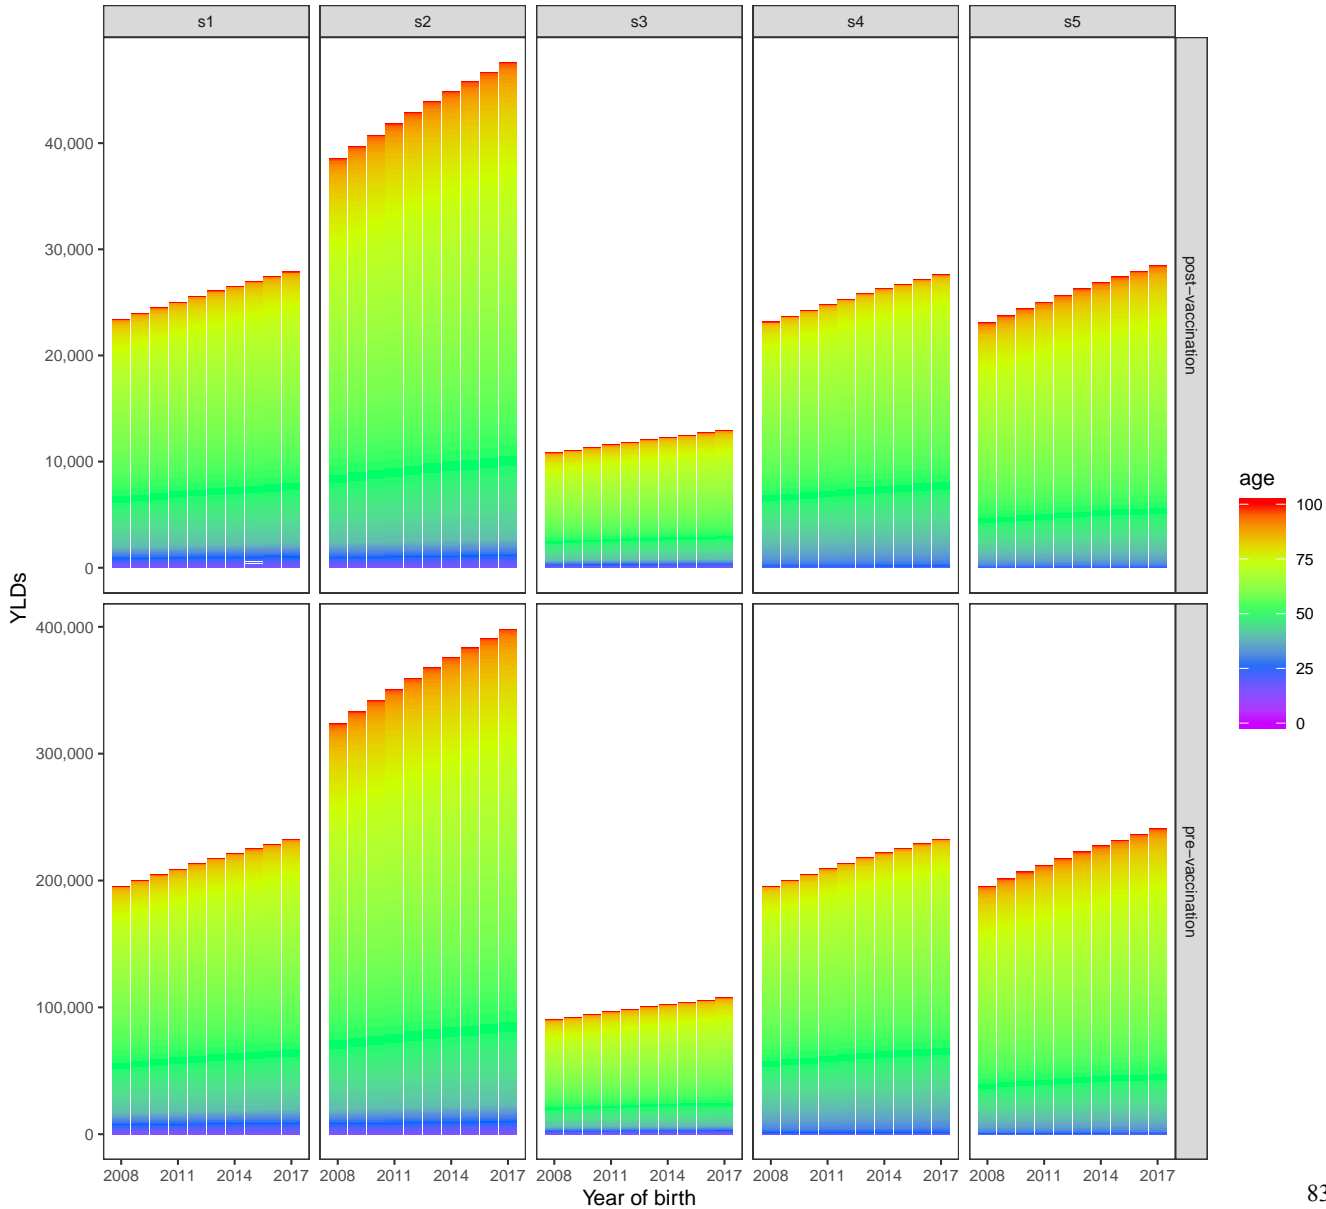 s1 s2 s3 s4 s5
40,000
30,000
20,000
10,000
0
post−vaccination
YLDs
400,000
300,000
200,000
100,000
0
pre−vaccination
age
100
75
50
25
0
2008 2011 2014 2017 2008 2011 2014 2017 2008 2011 2014 2017 2008 2011 2014 2017 2008 2011 2014 2017
Year of birth
83